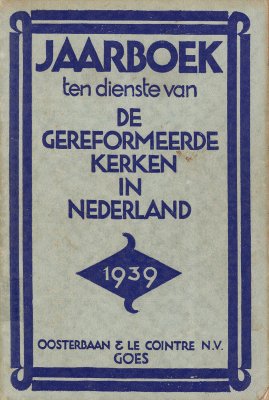 JAARBOEK
ten dienste van
DE
GEREFORMEERDE
KERKEN
IN
NEDERLAND
1939
OOSTERBAAN & LE COINTRE N.V.
GOES